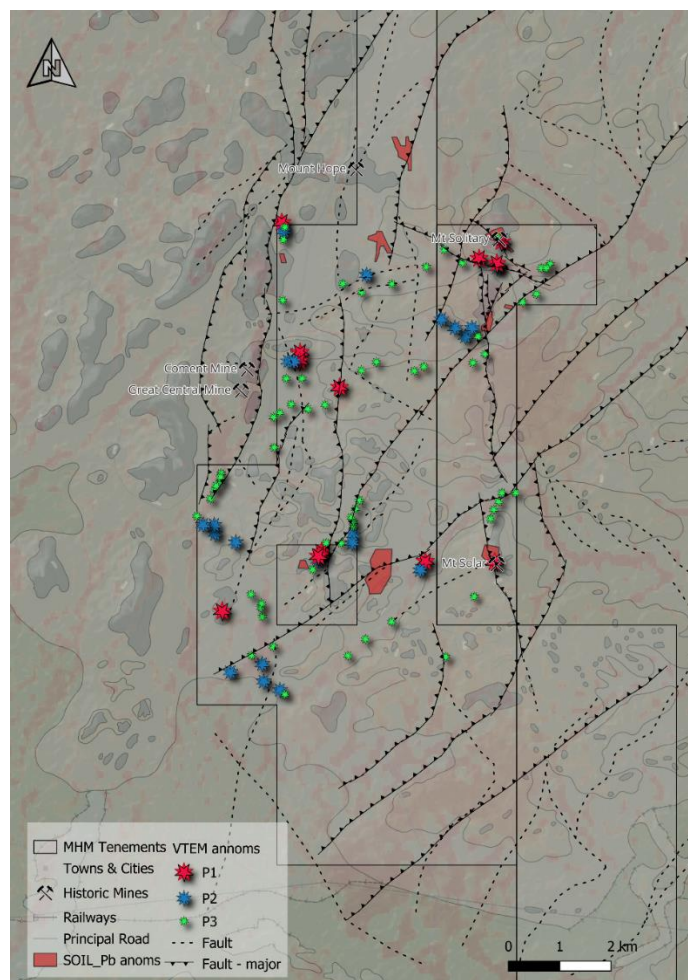 N
Mount Hope
Mt Solitary
Coment Mine
Great Central Mine
Mt Solar
MHM Tenements
Towns & Cities
Historic Mines
Railways
Principal Road
SOIL_Pb anoms
VTEM annoms
P1
P2
P3
Fault
Fault - major
0 1 2 km